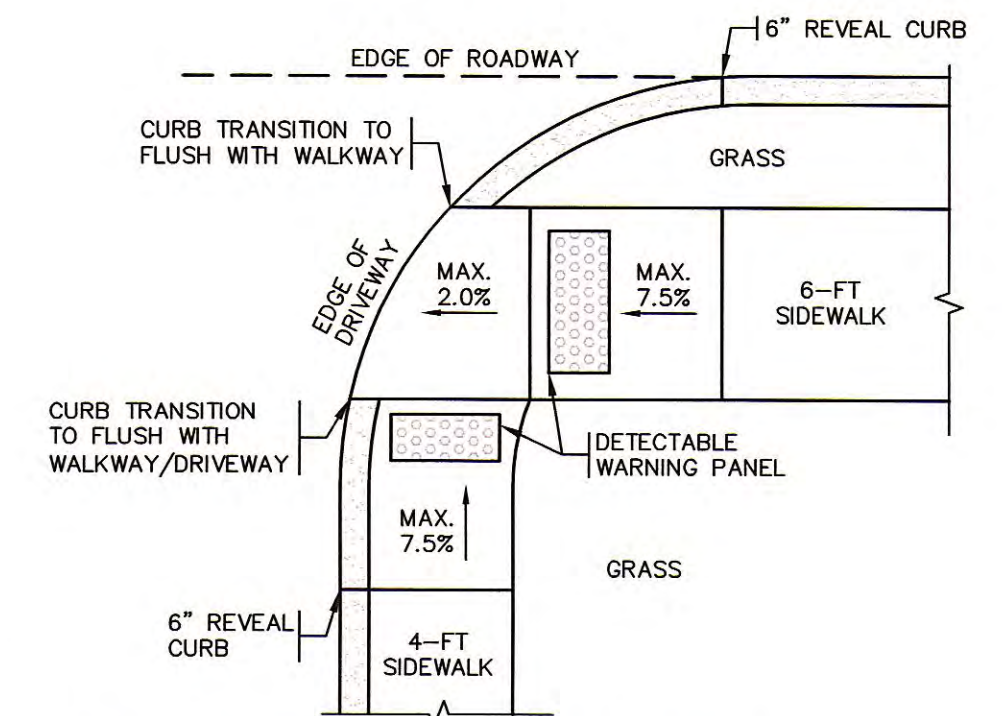 6” REVEAL CURB
EDGE OF ROADWAY
CURB TRANSITION TO
FLUSH WITH WALKWAY
GRASS
EDGE OF
DRIVEWAY
MAX.
2.0%
MAX.
7.5%
6–FT
SIDEWALK
CURB TRANSITION
TO FLUSH WITH
WALKWAY/DRIVEWAY
DETECTABLE
WARNING PANEL
MAX.
7.5%
GRASS
6” REVEAL
CURB
4–FT
SIDEWALK